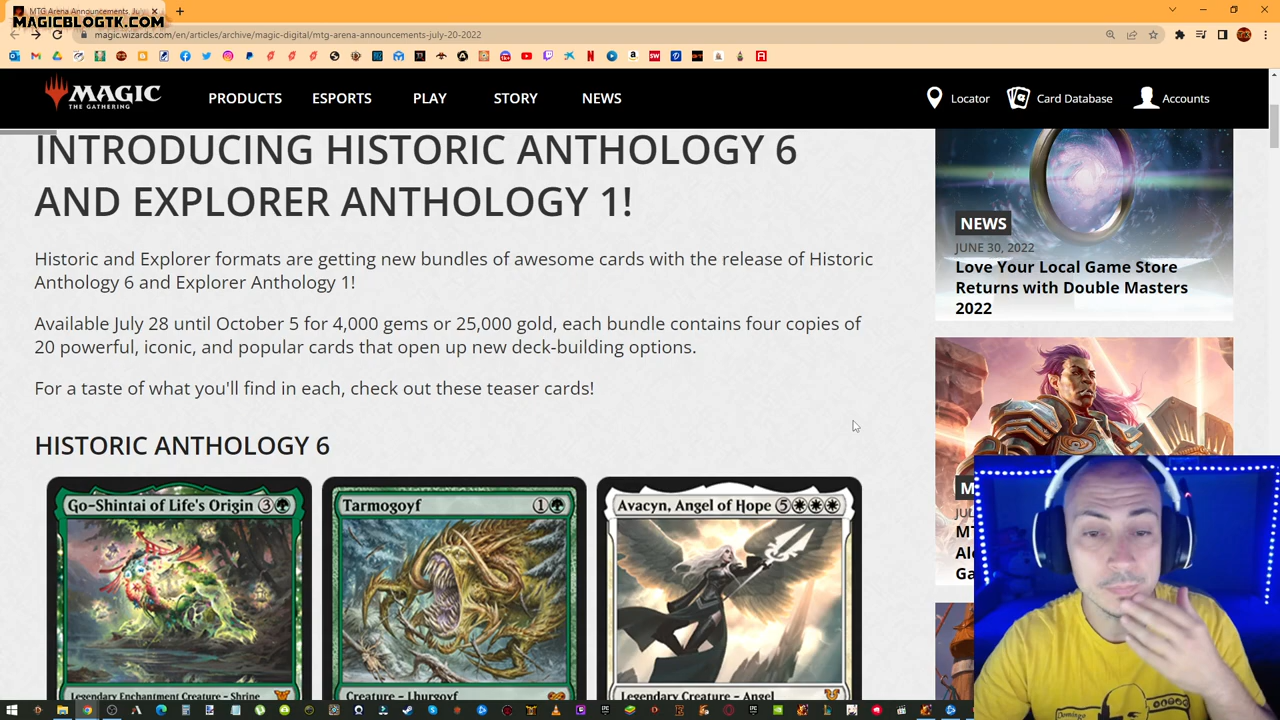 MTG Arena Announcements, July
MAGICBLOGTK.COM
magic.wizards.com/en/articles/archive/magic-digital/mtg-arena-announcements-july-20-2022
MAGIC
THE GATHERING
PRODUCTS ESPORTS PLAY STORY NEWS
Locator Card Database Accounts
INTRODUCING HISTORIC ANTHOLOGY 6
AND EXPLORER ANTHOLOGY 1!
Historic and Explorer formats are getting new bundles of awesome cards with the release of Historic
Anthology 6 and Explorer Anthology 1!
Available July 28 until October 5 for 4,000 gems or 25,000 gold, each bundle contains four copies of
20 powerful, iconic, and popular cards that open up new deck-building options.
For a taste of what you'll find in each, check out these teaser cards!
HISTORIC ANTHOLOGY 6
Go-Shintai of Life's Origin 3
Legendary Enchantment Creature – Shrine
Tarmogoyf 1
Creature – Lhurgoyf
Avacyn, Angel of Hope 5
Legendary Creature – Angel
NEWS
JUNE 30, 2022
Love Your Local Game Store
Returns with Double Masters
2022